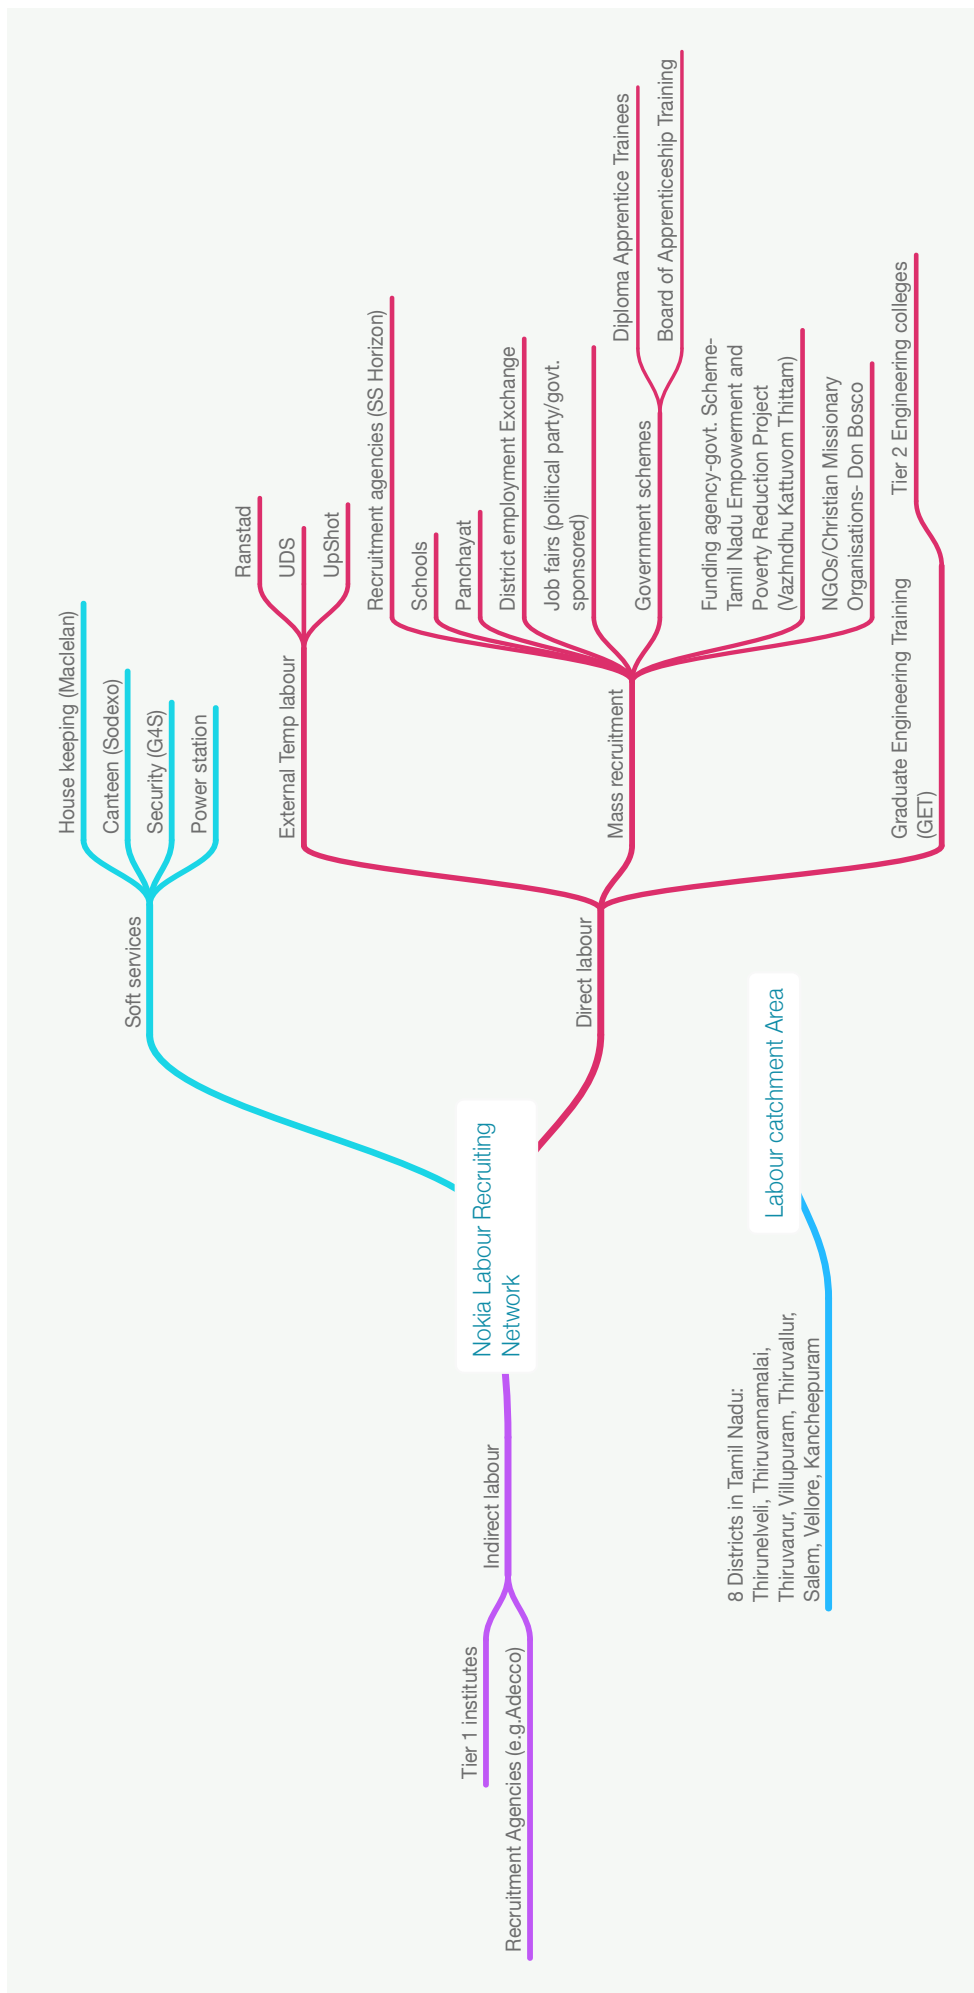 House keeping (Maclelan)
Canteen (Sodexo)
Security (G4S)
Power station
Soft services
Ranstad
UDS
UpShot
External Temp labour
Recruitment agencies (SS Horizon)
Schools
Panchayat
District employment Exchange
Job fairs (political party/govt.
sponsored)
Diploma Apprentice Trainees
Board of Apprenticeship Training
Government schemes
Funding agency-govt. Scheme-
Tamil Nadu Empowerment and
Poverty Reduction Project
(Vazhndhu Kattuvom Thittam)
NGOs/Christian Missionary
Organisations- Don Bosco
Mass recruitment
Tier 2 Engineering colleges
Graduate Engineering Training
(GET)
Direct labour
Nokia Labour Recruiting
Network
Indirect labour
Tier 1 institutes
Recruitment Agencies (e.g.Adecco)
Labour catchment Area
8 Districts in Tamil Nadu:
Thirunelveli, Thiruvannamalai,
Thiruvarur, Villupuram, Thiruvallur,
Salem, Vellore, Kancheepuram